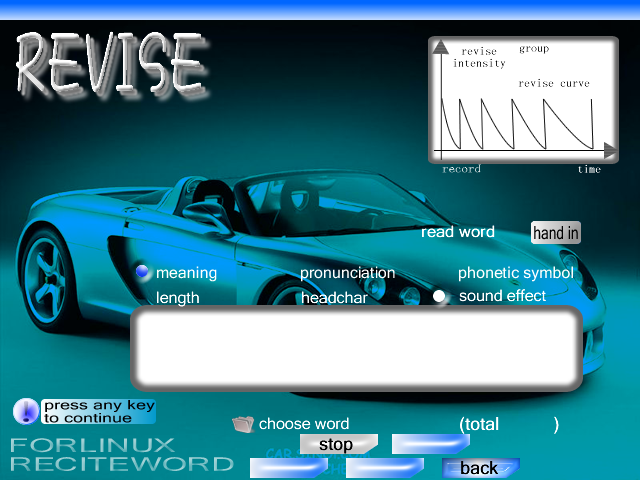 REVISE
revise
intensity
group
revise curve
record
time
read word
hand in
meaning
pronunciation
phonetic symbol
length
headchar
sound effect
press any key
to continue
choose word
(total )
stop
FORLINUX
RECITEWORD
back